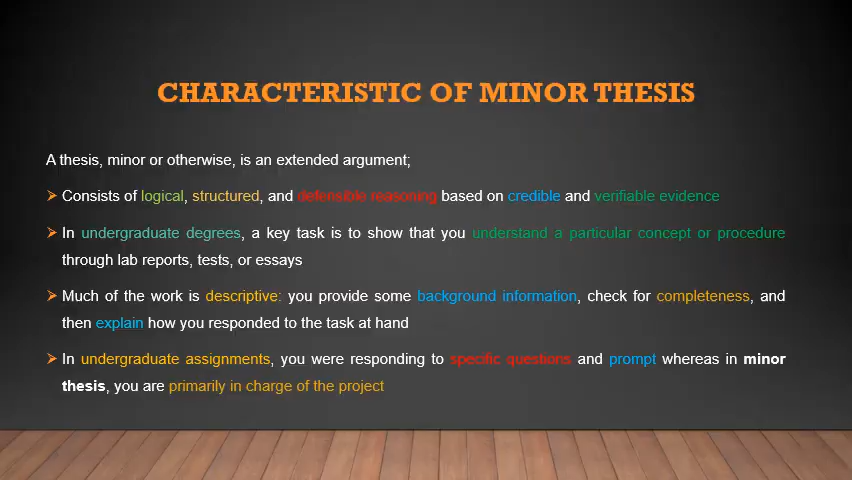 CHARACTERISTIC OF MINOR THESIS
A thesis, minor or otherwise, is an extended argument;
Consists of logical, structured, and defensible reasoning based on credible and verifiable evidence
In undergraduate degrees, a key task is to show that you understand a particular concept or procedure
through lab reports, tests, or essays
Much of the work is descriptive: you provide some background information, check for completeness, and
then explain how you responded to the task at hand
In undergraduate assignments, you were responding to specific questions and prompt whereas in minor
thesis, you are primarily in charge of the project